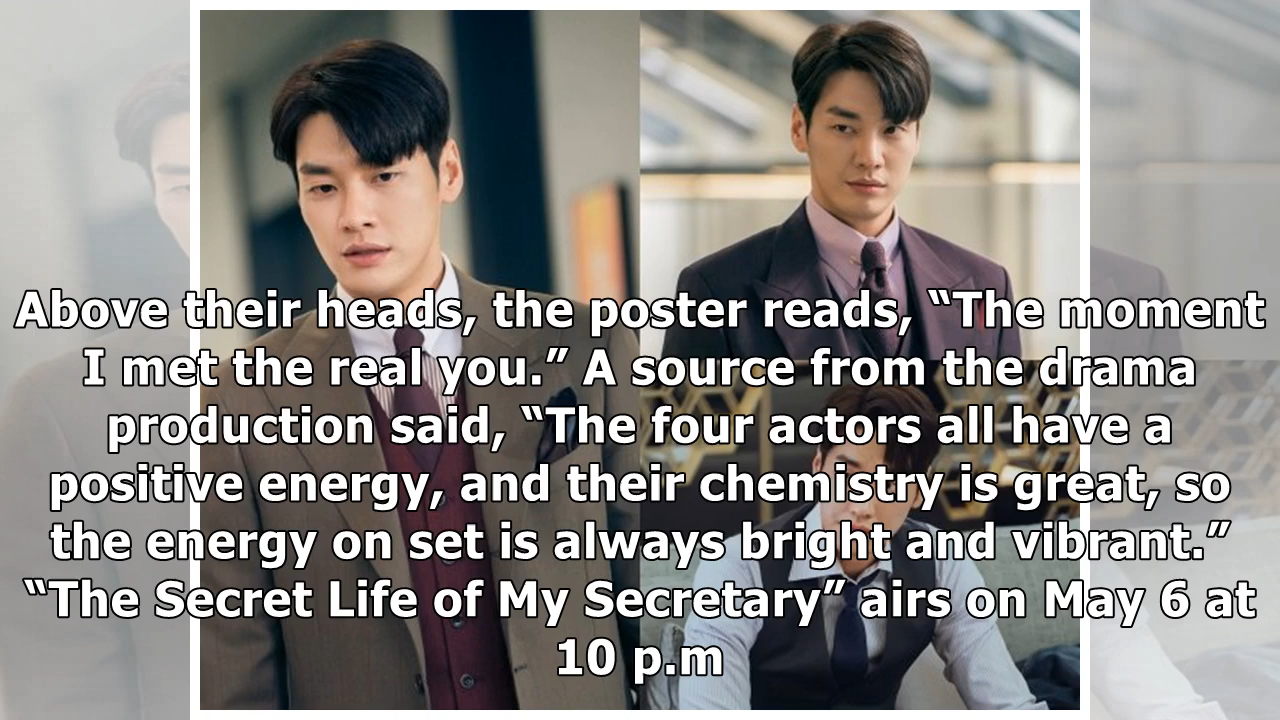 Above their heads, the poster reads, “The moment
I met the real you.” A source from the drama
production said, “The four actors all have a
positive energy, and their chemistry is great, so
the energy on set is always bright and vibrant.”
“The Secret Life of My Secretary” airs on May 6 at
10 p.m